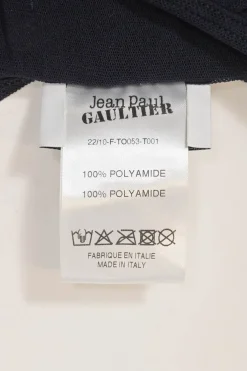 Jean Paul
GAULTIER
22/10-F-TO053-T001
100% POLYAMIDE
100% POLYAMIDE
FABRIQUE EN ITALIE
MADE IN ITALY